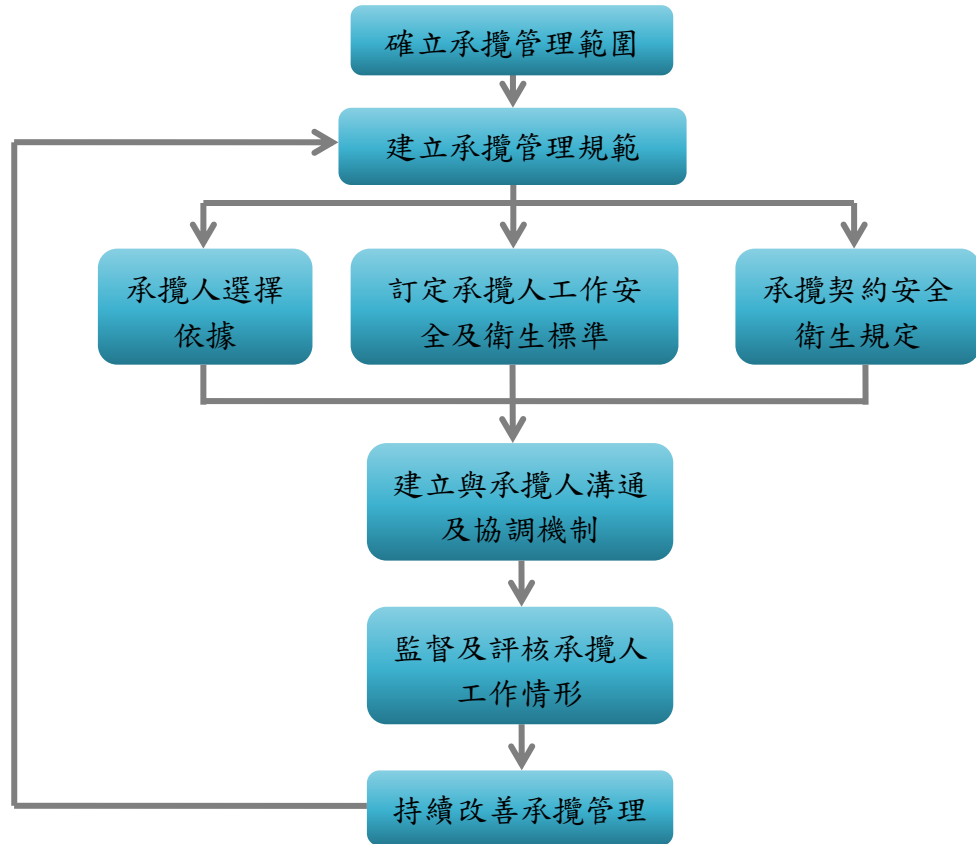 確立承攬管理範圍
建立承攬管理規範
承攬人選擇
依據
訂定承攬人工作安
全及衛生標準
承攬契約安全
衛生規定
建立與承攬人溝通
及協調機制
監督及評核承攬人
工作情形
持續改善承攬管理